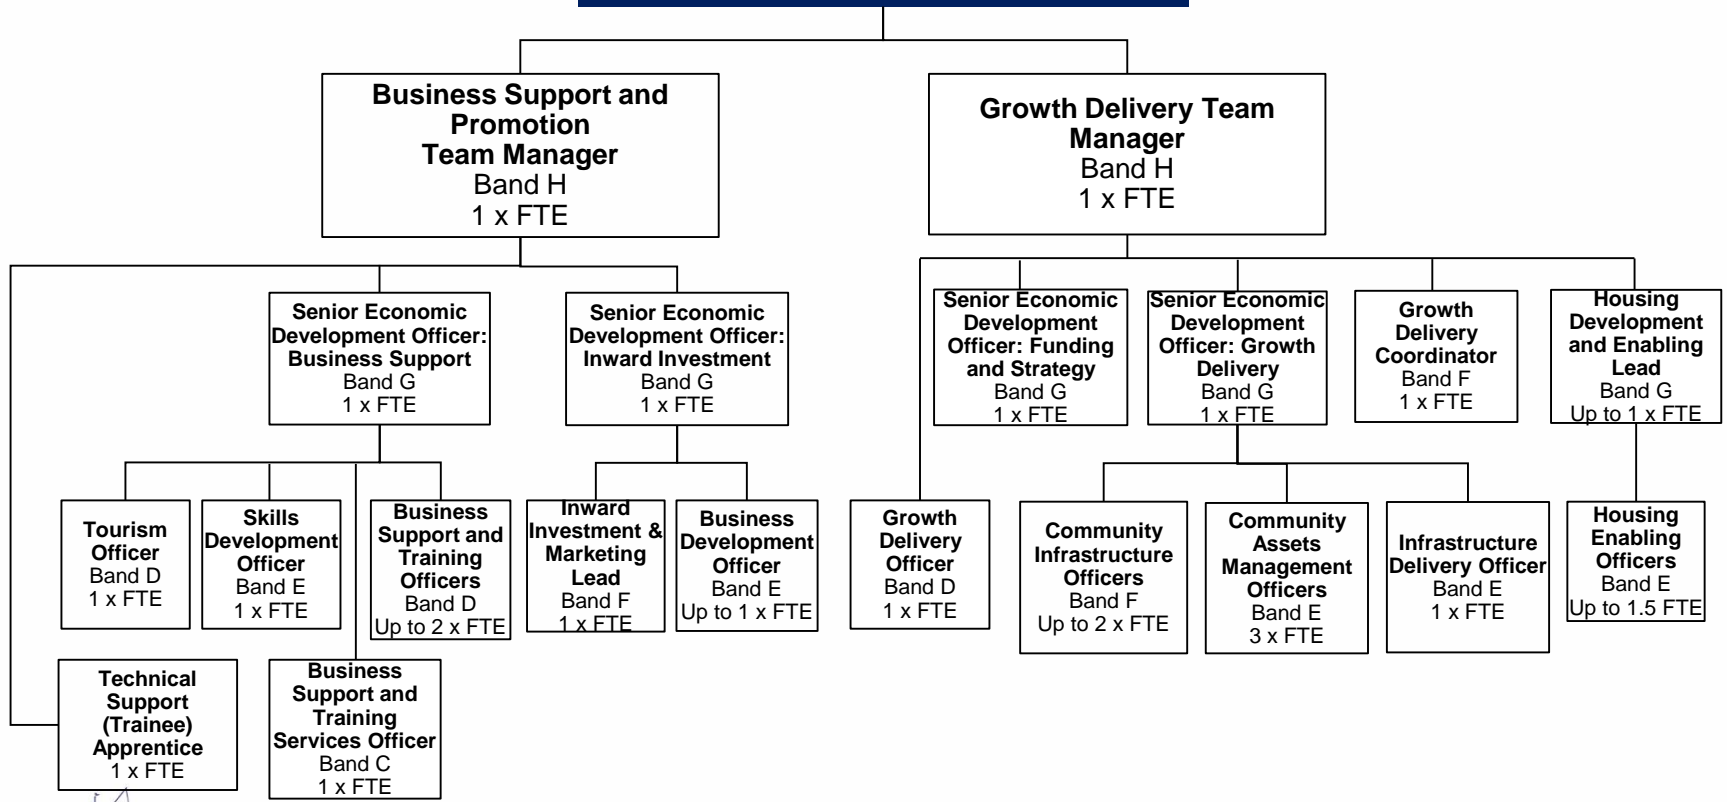 Business Support and
Promotion
Team Manager
Band H
1 x FTE
Growth Delivery Team
Manager
Band H
1 x FTE
Senior Economic
Development Officer:
Business Support
Band G
1 x FTE
Senior Economic
Development Officer:
Inward Investment
Band G
1 x FTE
Senior Economic
Development
Officer: Funding
and Strategy
Band G
1 x FTE
Senior Economic
Development
Officer: Growth
Delivery
Band G
1 x FTE
Growth
Delivery
Coordinator
Band F
1 x FTE
Housing
Development
and Enabling
Lead
Band G
Up to 1 x FTE
Tourism
Officer
Band D
1 x FTE
Skills
Development
Officer
Band E
1 x FTE
Business
Support and
Training
Officers
Band D
Up to 2 x FTE
Inward
Investment &
Marketing
Lead
Band F
1 x FTE
Business
Development
Officer
Band E
Up to 1 x FTE
Growth
Delivery
Officer
Band D
1 x FTE
Community
Infrastructure
Officers
Band F
Up to 2 x FTE
Community
Assets
Management
Officers
Band E
3 x FTE
Infrastructure
Delivery Officer
Band E
1 x FTE
Housing
Enabling
Officers
Band E
Up to 1.5 FTE
Technical
Support
(Trainee)
Apprentice
1 x FTE
Business
Support and
Training
Services Officer
Band C
1 x FTE